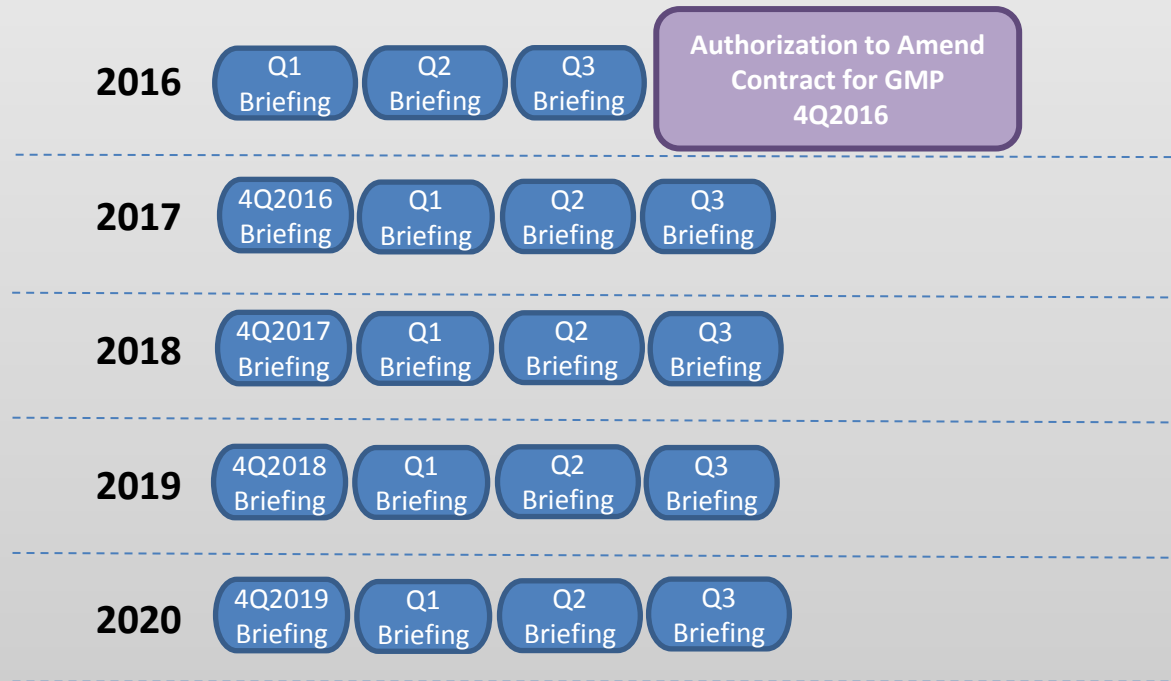 2016
Q1
Briefing
Q2
Briefing
Q3
Briefing
Authorization to Amend
Contract for GMP
4Q2016
2017
4Q2016
Briefing
Q1
Briefing
Q2
Briefing
Q3
Briefing
2018
4Q2017
Briefing
Q1
Briefing
Q2
Briefing
Q3
Briefing
2019
4Q2018
Briefing
Q1
Briefing
Q2
Briefing
Q3
Briefing
2020
4Q2019
Briefing
Q1
Briefing
Q2
Briefing
Q3
Briefing